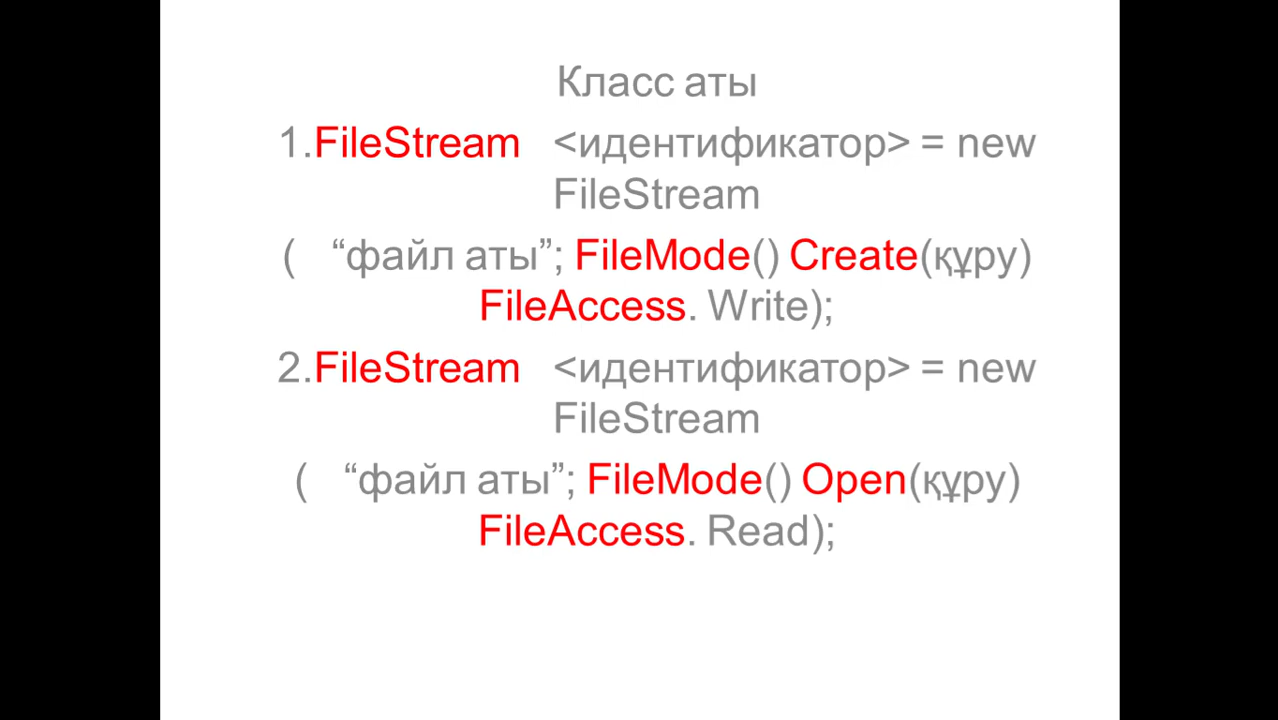 Класс аты
1.FileStream <идентификатор> = new
FileStream
( “файл аты”; FileMode() Create(құру)
FileAccess. Write);
2.FileStream <идентификатор> = new
FileStream
( “файл аты”; FileMode() Open(құру)
FileAccess. Read);